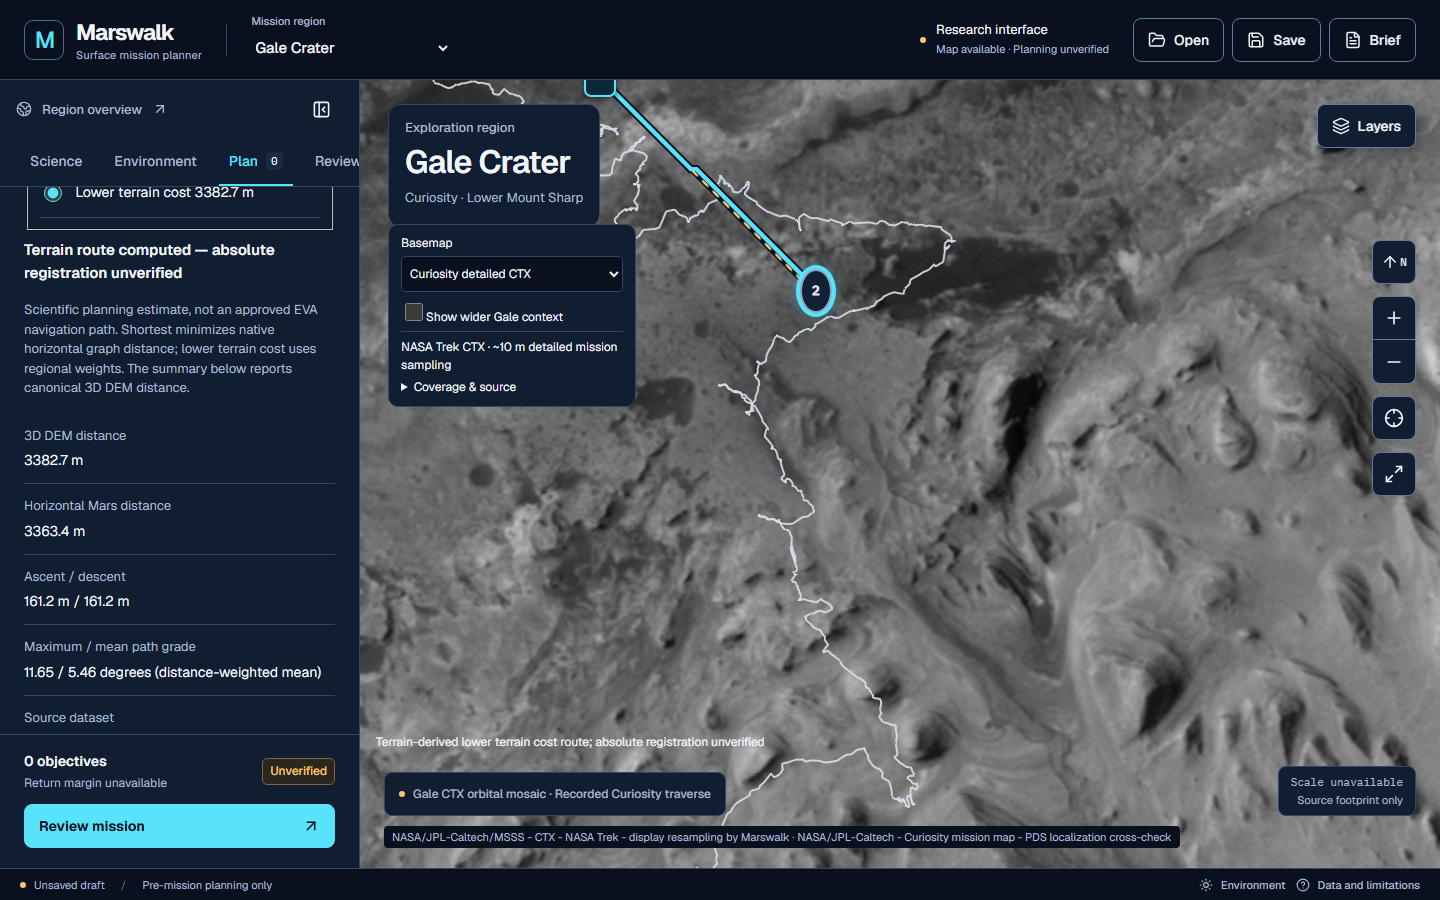 M
Marswalk
Surface mission planner
Mission region
Gale Crater
Research interface
Map available · Planning unverified
Open
Save
Brief
Region overview
Science
Environment
Plan
0
Review
Lower terrain cost 3382.7 m
Terrain route computed — absolute
registration unverified
Scientific planning estimate, not an approved EVA
navigation path. Shortest minimizes native
horizontal graph distance; lower terrain cost uses
regional weights. The summary below reports
canonical 3D DEM distance.
3D DEM distance
3382.7 m
Horizontal Mars distance
3363.4 m
Ascent / descent
161.2 m / 161.2 m
Maximum / mean path grade
11.65 / 5.46 degrees (distance-weighted mean)
Source dataset
0 objectives
Return margin unavailable
Unverified
Review mission
Exploration region
Gale Crater
Curiosity · Lower Mount Sharp
Basemap
Curiosity detailed CTX
Show wider Gale context
NASA Trek CTX · ~10 m detailed mission
sampling
Coverage & source
2
Layers
N
Terrain-derived lower terrain cost route; absolute registration unverified
Gale CTX orbital mosaic · Recorded Curiosity traverse
Scale unavailable
Source footprint only
NASA/JPL-Caltech/MSSS - CTX - NASA Trek - display resampling by Marswalk · NASA/JPL-Caltech - Curiosity mission map - PDS localization cross-check
Unsaved draft / Pre-mission planning only
Environment
Data and limitations